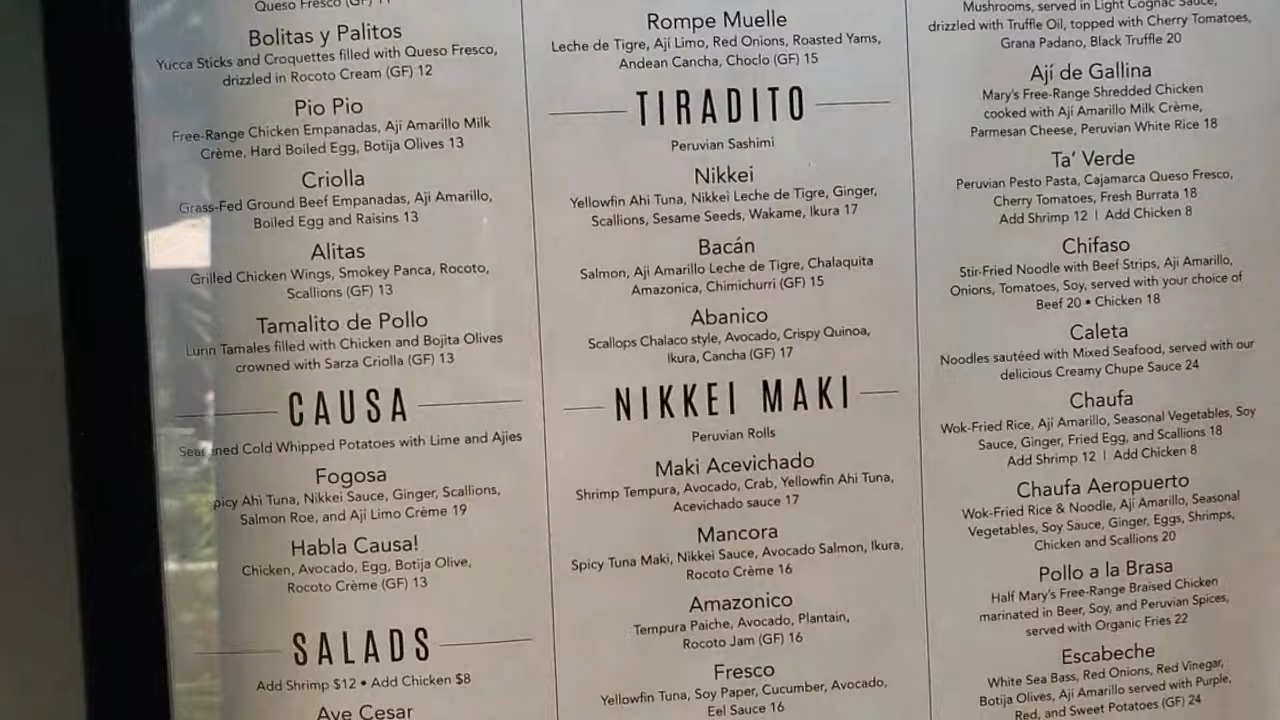 Queso Fresco (GF) 11
Bolitas y Palitos
Yucca Sticks and Croquettes filled with Queso Fresco,
drizzled in Rocoto Cream (GF) 12
Pio Pio
Free-Range Chicken Empanadas, Aji Amarillo Milk
Crème, Hard Boiled Egg, Botija Olives 13
Criolla
Grass-Fed Ground Beef Empanadas, Aji Amarillo,
Boiled Egg and Raisins 13
Alitas
Grilled Chicken Wings, Smokey Panca, Rocoto,
Scallions (GF) 13
Tamalito de Pollo
Lurin Tamales filled with Chicken and Bojita Olives
crowned with Sarza Criolla (GF) 13
CAUSA
Seasoned Cold Whipped Potatoes with Lime and Ajies
Fogosa
Spicy Ahi Tuna, Nikkei Sauce, Ginger, Scallions,
Salmon Roe, and Aji Limo Crème 19
Habla Causa!
Chicken, Avocado, Egg, Botija Olive,
Rocoto Crème (GF) 13
SALADS
Add Shrimp $12 • Add Chicken $8
Ave Cesar
Rompe Muelle
Leche de Tigre, Ají Limo, Red Onions, Roasted Yams,
Andean Cancha, Choclo (GF) 15
TIRADITO
Peruvian Sashimi
Nikkei
Yellowfin Ahi Tuna, Nikkei Leche de Tigre, Ginger,
Scallions, Sesame Seeds, Wakame, Ikura 17
Bacán
Salmon, Aji Amarillo Leche de Tigre, Chalaquita
Amazonica, Chimichurri (GF) 15
Abanico
Scallops Chalaco style, Avocado, Crispy Quinoa,
Ikura, Cancha (GF) 17
NIKKEI MAKI
Peruvian Rolls
Maki Acevichado
Shrimp Tempura, Avocado, Crab, Yellowfin Ahi Tuna,
Acevichado sauce 17
Mancora
Spicy Tuna Maki, Nikkei Sauce, Avocado Salmon, Ikura,
Rocoto Crème 16
Amazonico
Tempura Paiche, Avocado, Plantain,
Rocoto Jam (GF) 16
Fresco
Yellowfin Tuna, Soy Paper, Cucumber, Avocado,
Eel Sauce 16
Mushrooms, served in Light Cognac Sauce,
drizzled with Truffle Oil, topped with Cherry Tomatoes,
Grana Padano, Black Truffle 20
Ají de Gallina
Mary's Free-Range Shredded Chicken
cooked with Ají Amarillo Milk Crème,
Parmesan Cheese, Peruvian White Rice 18
Ta' Verde
Peruvian Pesto Pasta, Cajamarca Queso Fresco,
Cherry Tomatoes, Fresh Burrata 18
Add Shrimp 12 | Add Chicken 8
Chifaso
Stir-Fried Noodle with Beef Strips, Aji Amarillo,
Onions, Tomatoes, Soy, served with your choice of
Beef 20 • Chicken 18
Caleta
Noodles sautéed with Mixed Seafood, served with our
delicious Creamy Chupe Sauce 24
Chaufa
Wok-Fried Rice, Ají Amarillo, Seasonal Vegetables, Soy
Sauce, Ginger, Fried Egg, and Scallions 18
Add Shrimp 12 | Add Chicken 8
Chaufa Aeropuerto
Wok-Fried Rice & Noodle, Aji Amarillo, Seasonal
Vegetables, Soy Sauce, Ginger, Eggs, Shrimps,
Chicken and Scallions 20
Pollo a la Brasa
Half Mary's Free-Range Braised Chicken
marinated in Beer, Soy, and Peruvian Spices,
served with Organic Fries 22
Escabeche
White Sea Bass, Red Onions, Red Vinegar,
Botija Olives, Ají Amarillo served with Purple,
Red, and Sweet Potatoes (GF) 24